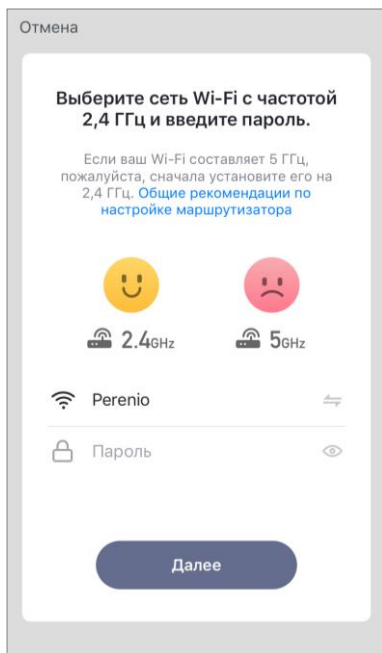 Отмена
Выберите сеть Wi-Fi с частотой
2,4 ГГц и введите пароль.
Если ваш Wi-Fi составляет 5 ГГц,
пожалуйста, сначала установите его на
2,4 ГГц. Общие рекомендации по
настройке маршрутизатора
2.4GHz 5GHz
Perenio
Пароль
Далее